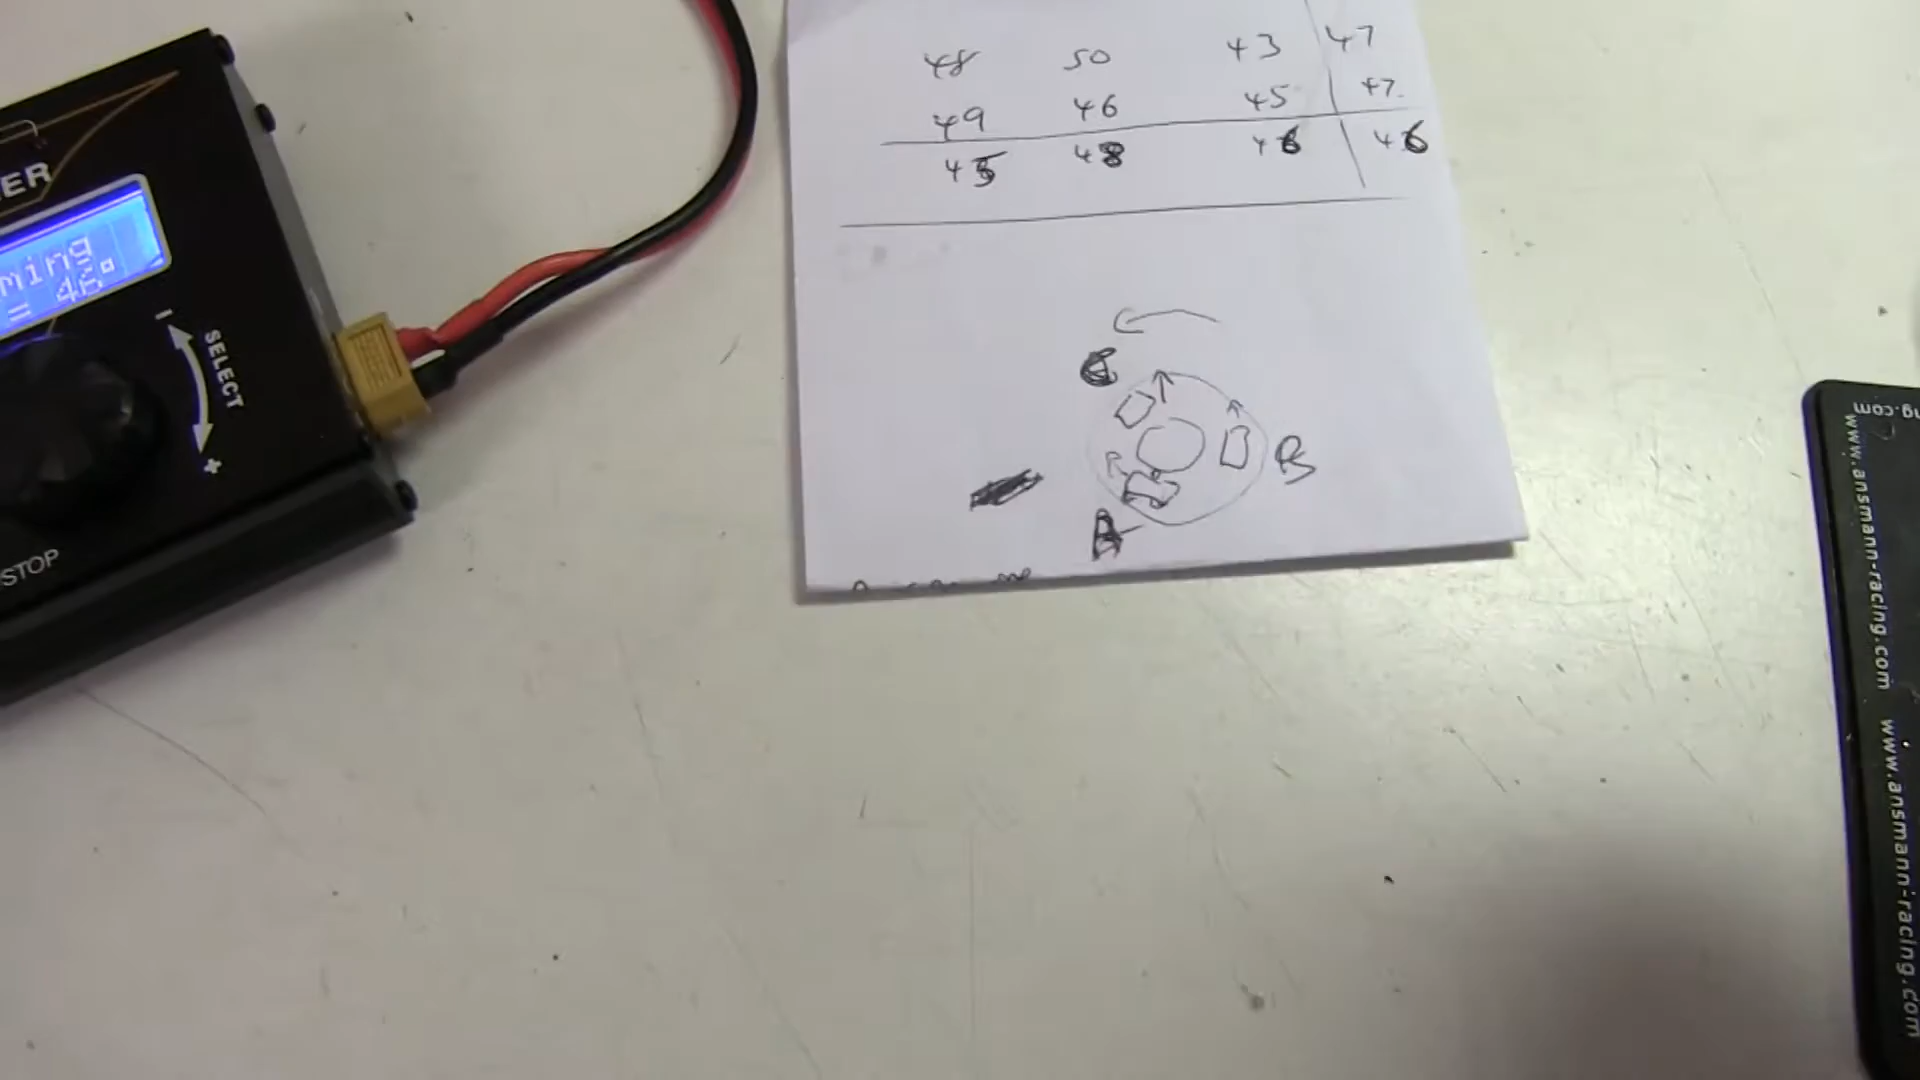 48 50 43 47
49 46 45 47
45 48 46 46
C
B
A
ER
ming.
= 46
SELECT
- +
STOP
www.ansmann-racing.com
www.ansmann-racing.com